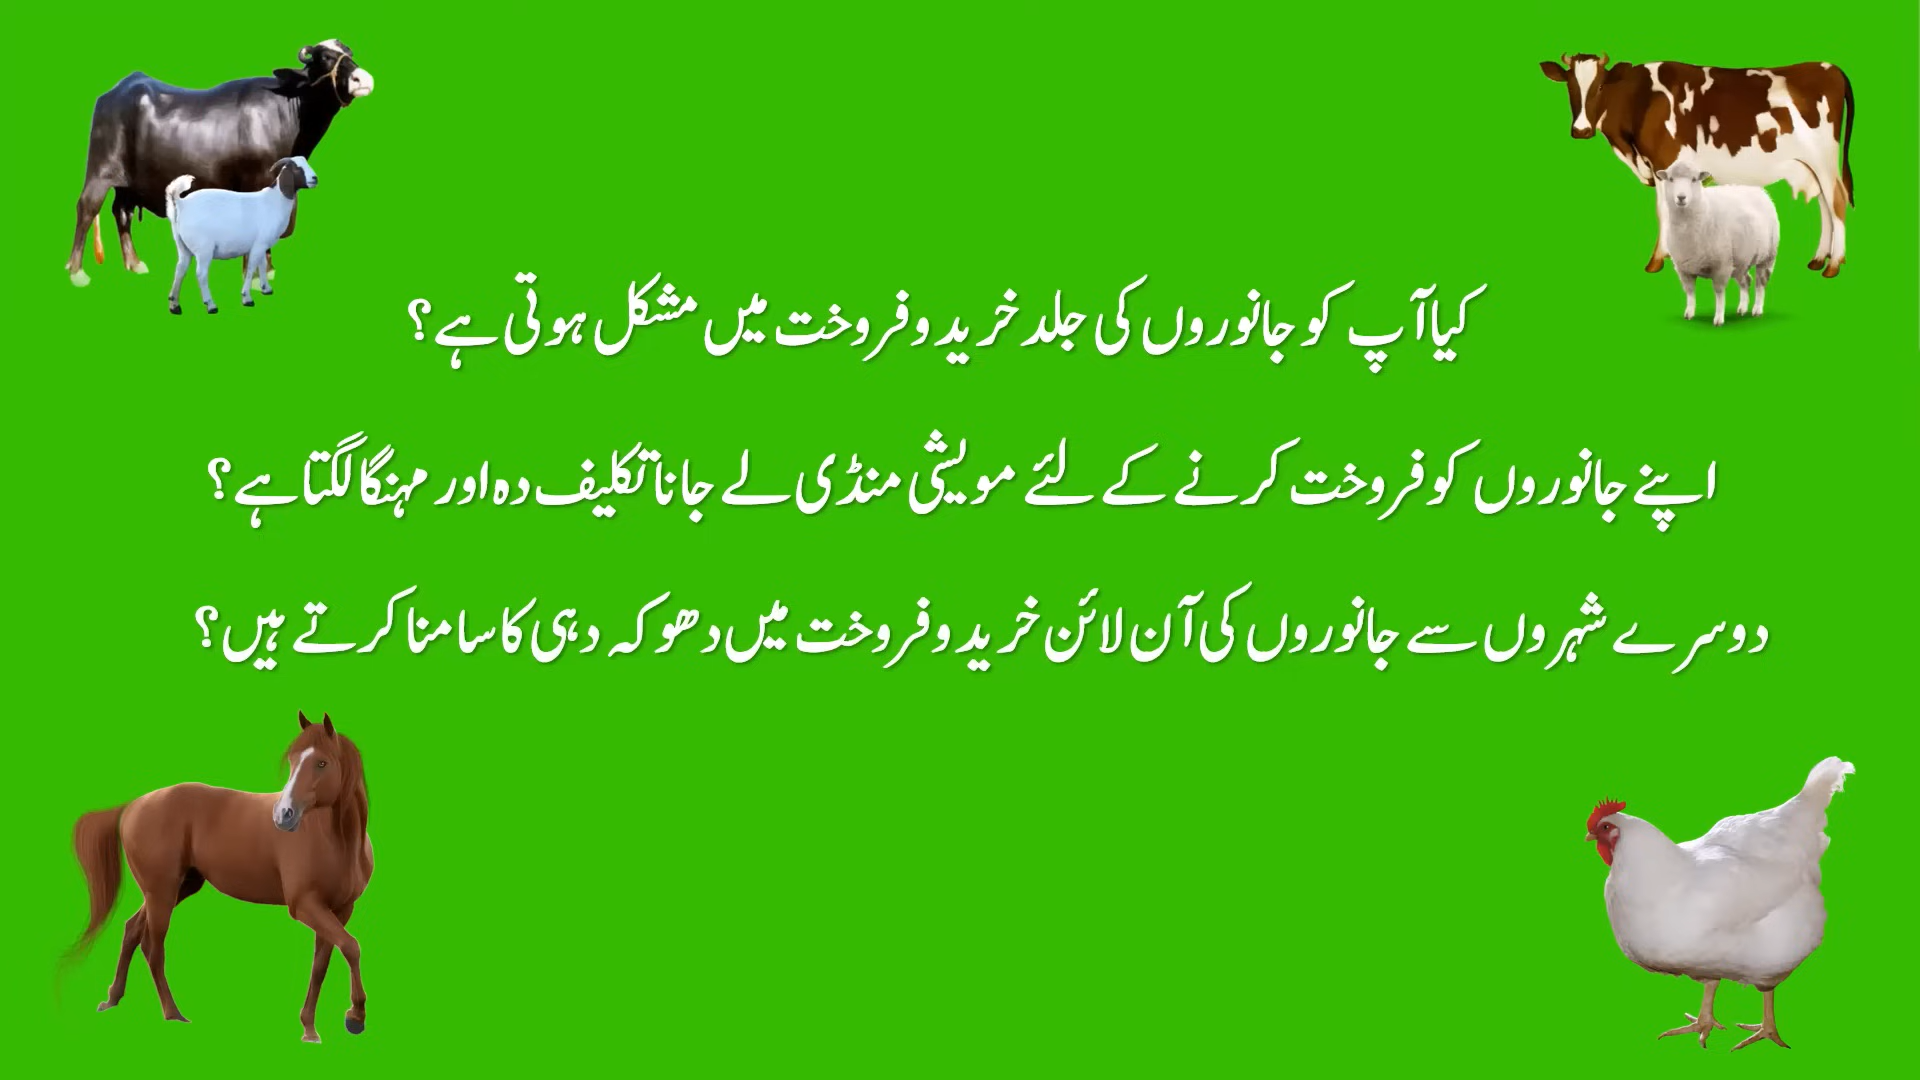 کیا آپ کو جانوروں کی جلد خرید و فروخت میں مشکل ہوتی ہے؟
اپنے جانوروں کو فروخت کرنے کے لئے مویشی منڈی لے جانا تکلیف دہ اور مہنگا لگتا ہے؟
دوسرے شہروں سے جانوروں کی آن لائن خرید و فروخت میں دھوکہ دہی کا سامنا کرتے ہیں؟